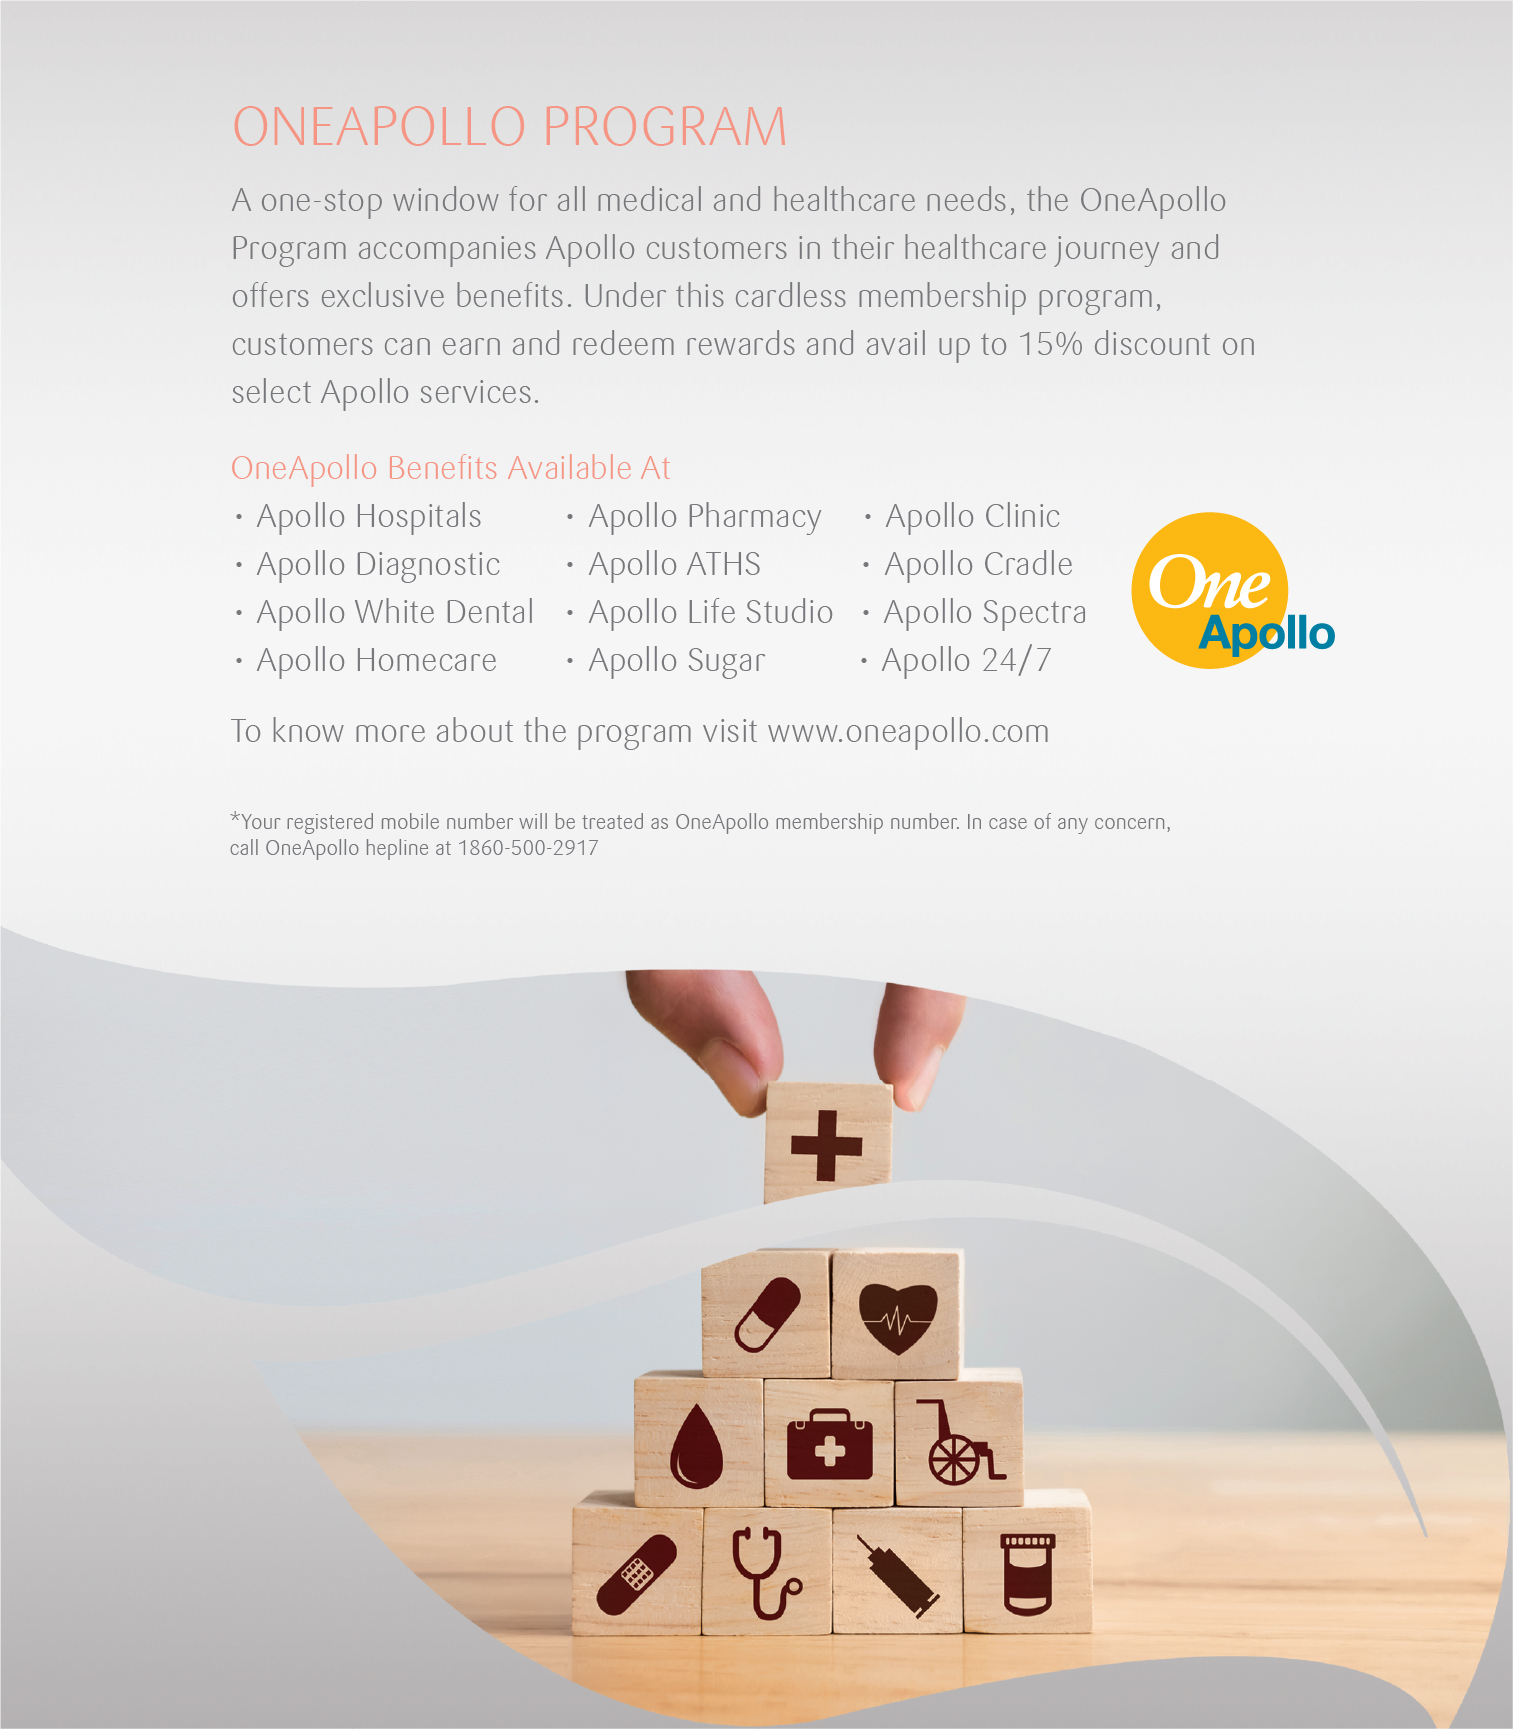 ONEAPOLLO PROGRAM
A one-stop window for all medical and healthcare needs, the OneApollo
Program accompanies Apollo customers in their healthcare journey and
offers exclusive benefits. Under this cardless membership program,
customers can earn and redeem rewards and avail up to 15% discount on
select Apollo services.
OneApollo Benefits Available At
• Apollo Hospitals
• Apollo Diagnostic
• Apollo White Dental
• Apollo Homecare
• Apollo Pharmacy
• Apollo ATHS
• Apollo Life Studio
• Apollo Sugar
• Apollo Clinic
• Apollo Cradle
• Apollo Spectra
• Apollo 24/7
One
Apollo
To know more about the program visit www.oneapollo.com
*Your registered mobile number will be treated as OneApollo membership number. In case of any concern,
call OneApollo hepline at 1860-500-2917